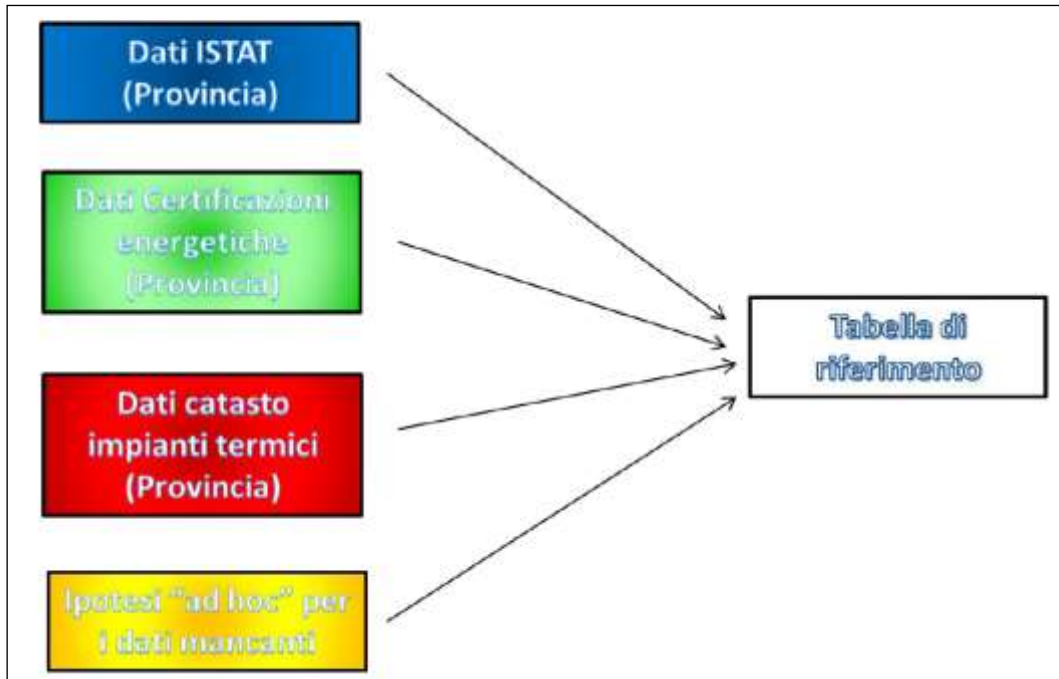 Dati ISTAT
(Provincia)
Dati Certificazioni
energetiche
(Provincia)
Dati catasto
impianti termici
(Provincia)
Ipotesi "ad hoc" per
i dati mancanti
Tabella di
riferimento